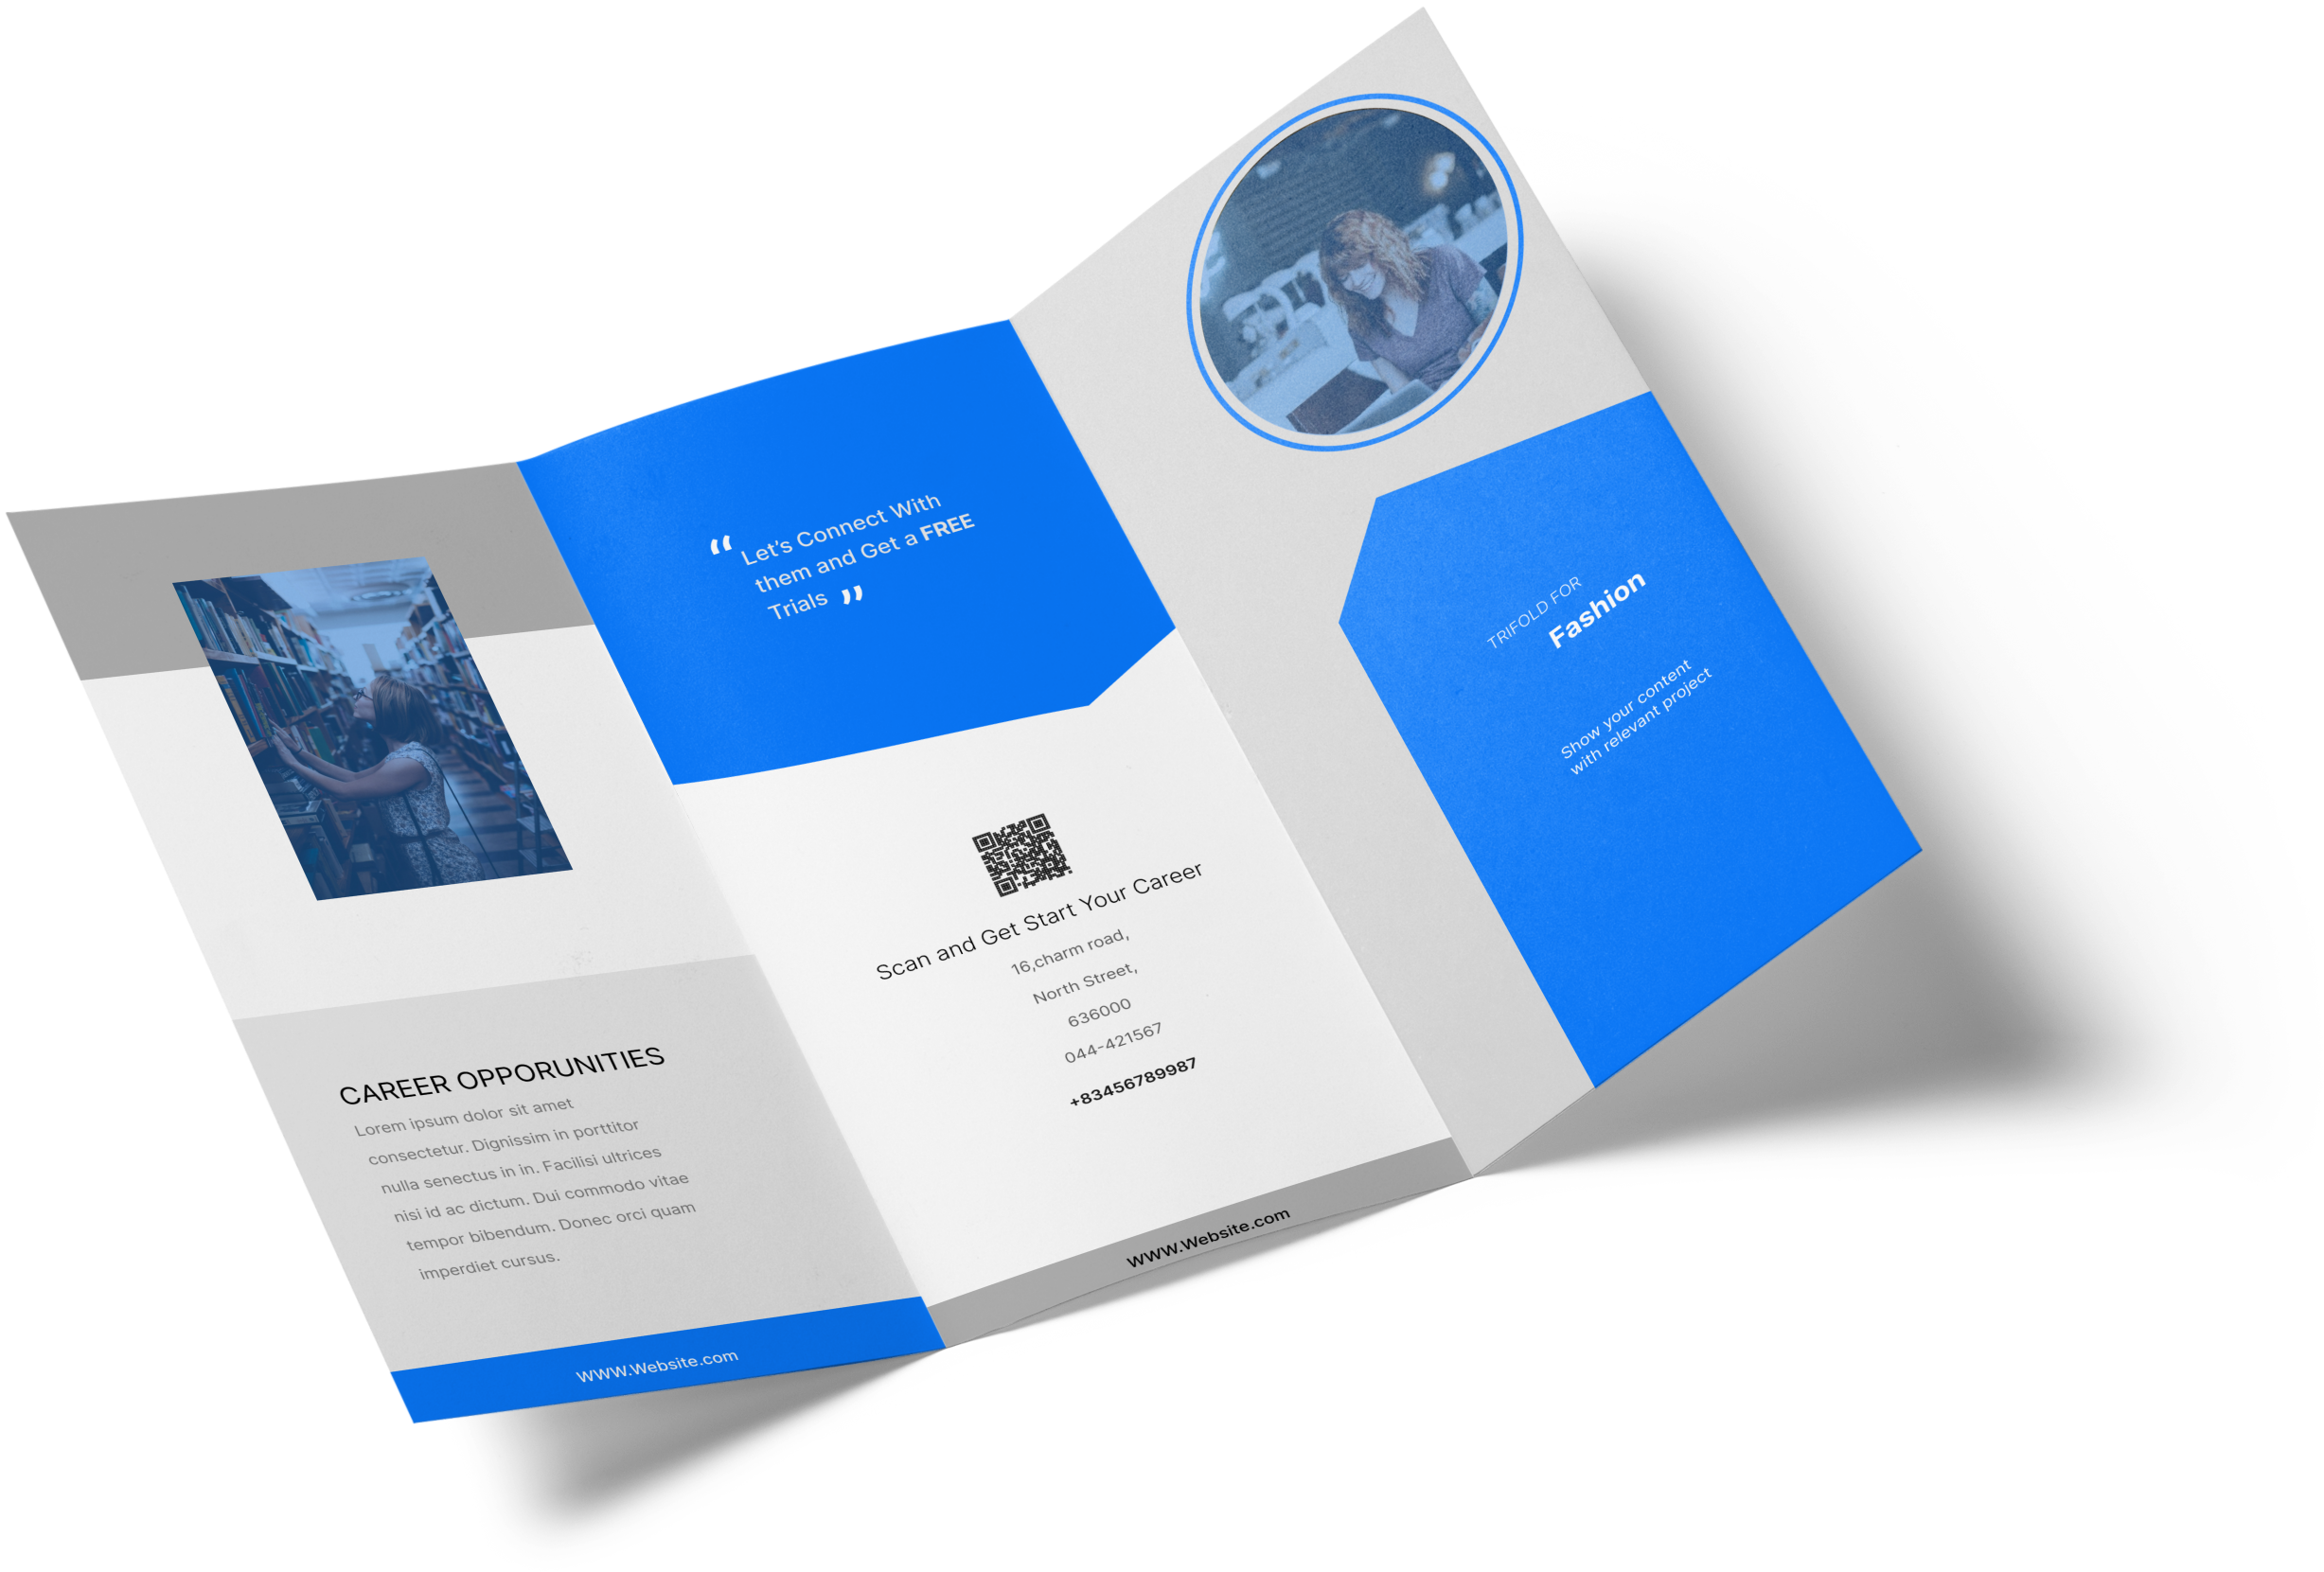 CAREER OPPORUNITIES
Lorem ipsum dolor sit amet
consectetur. Dignissim in porttitor
nulla senectus in in. Facilisi ultrices
nisi id ac dictum. Dui commodo vitae
tempor bibendum. Donec orci quam
imperdiet cursus.
WWW.Website.com
“ Let's Connect With
them and Get a FREE
Trials ”
Scan and Get Start Your Career
16,charm road,
North Street,
636000
044-421567
+83456789987
WWW.Website.com
TRIFOLD FOR
Fashion
Show your content
with relevant project